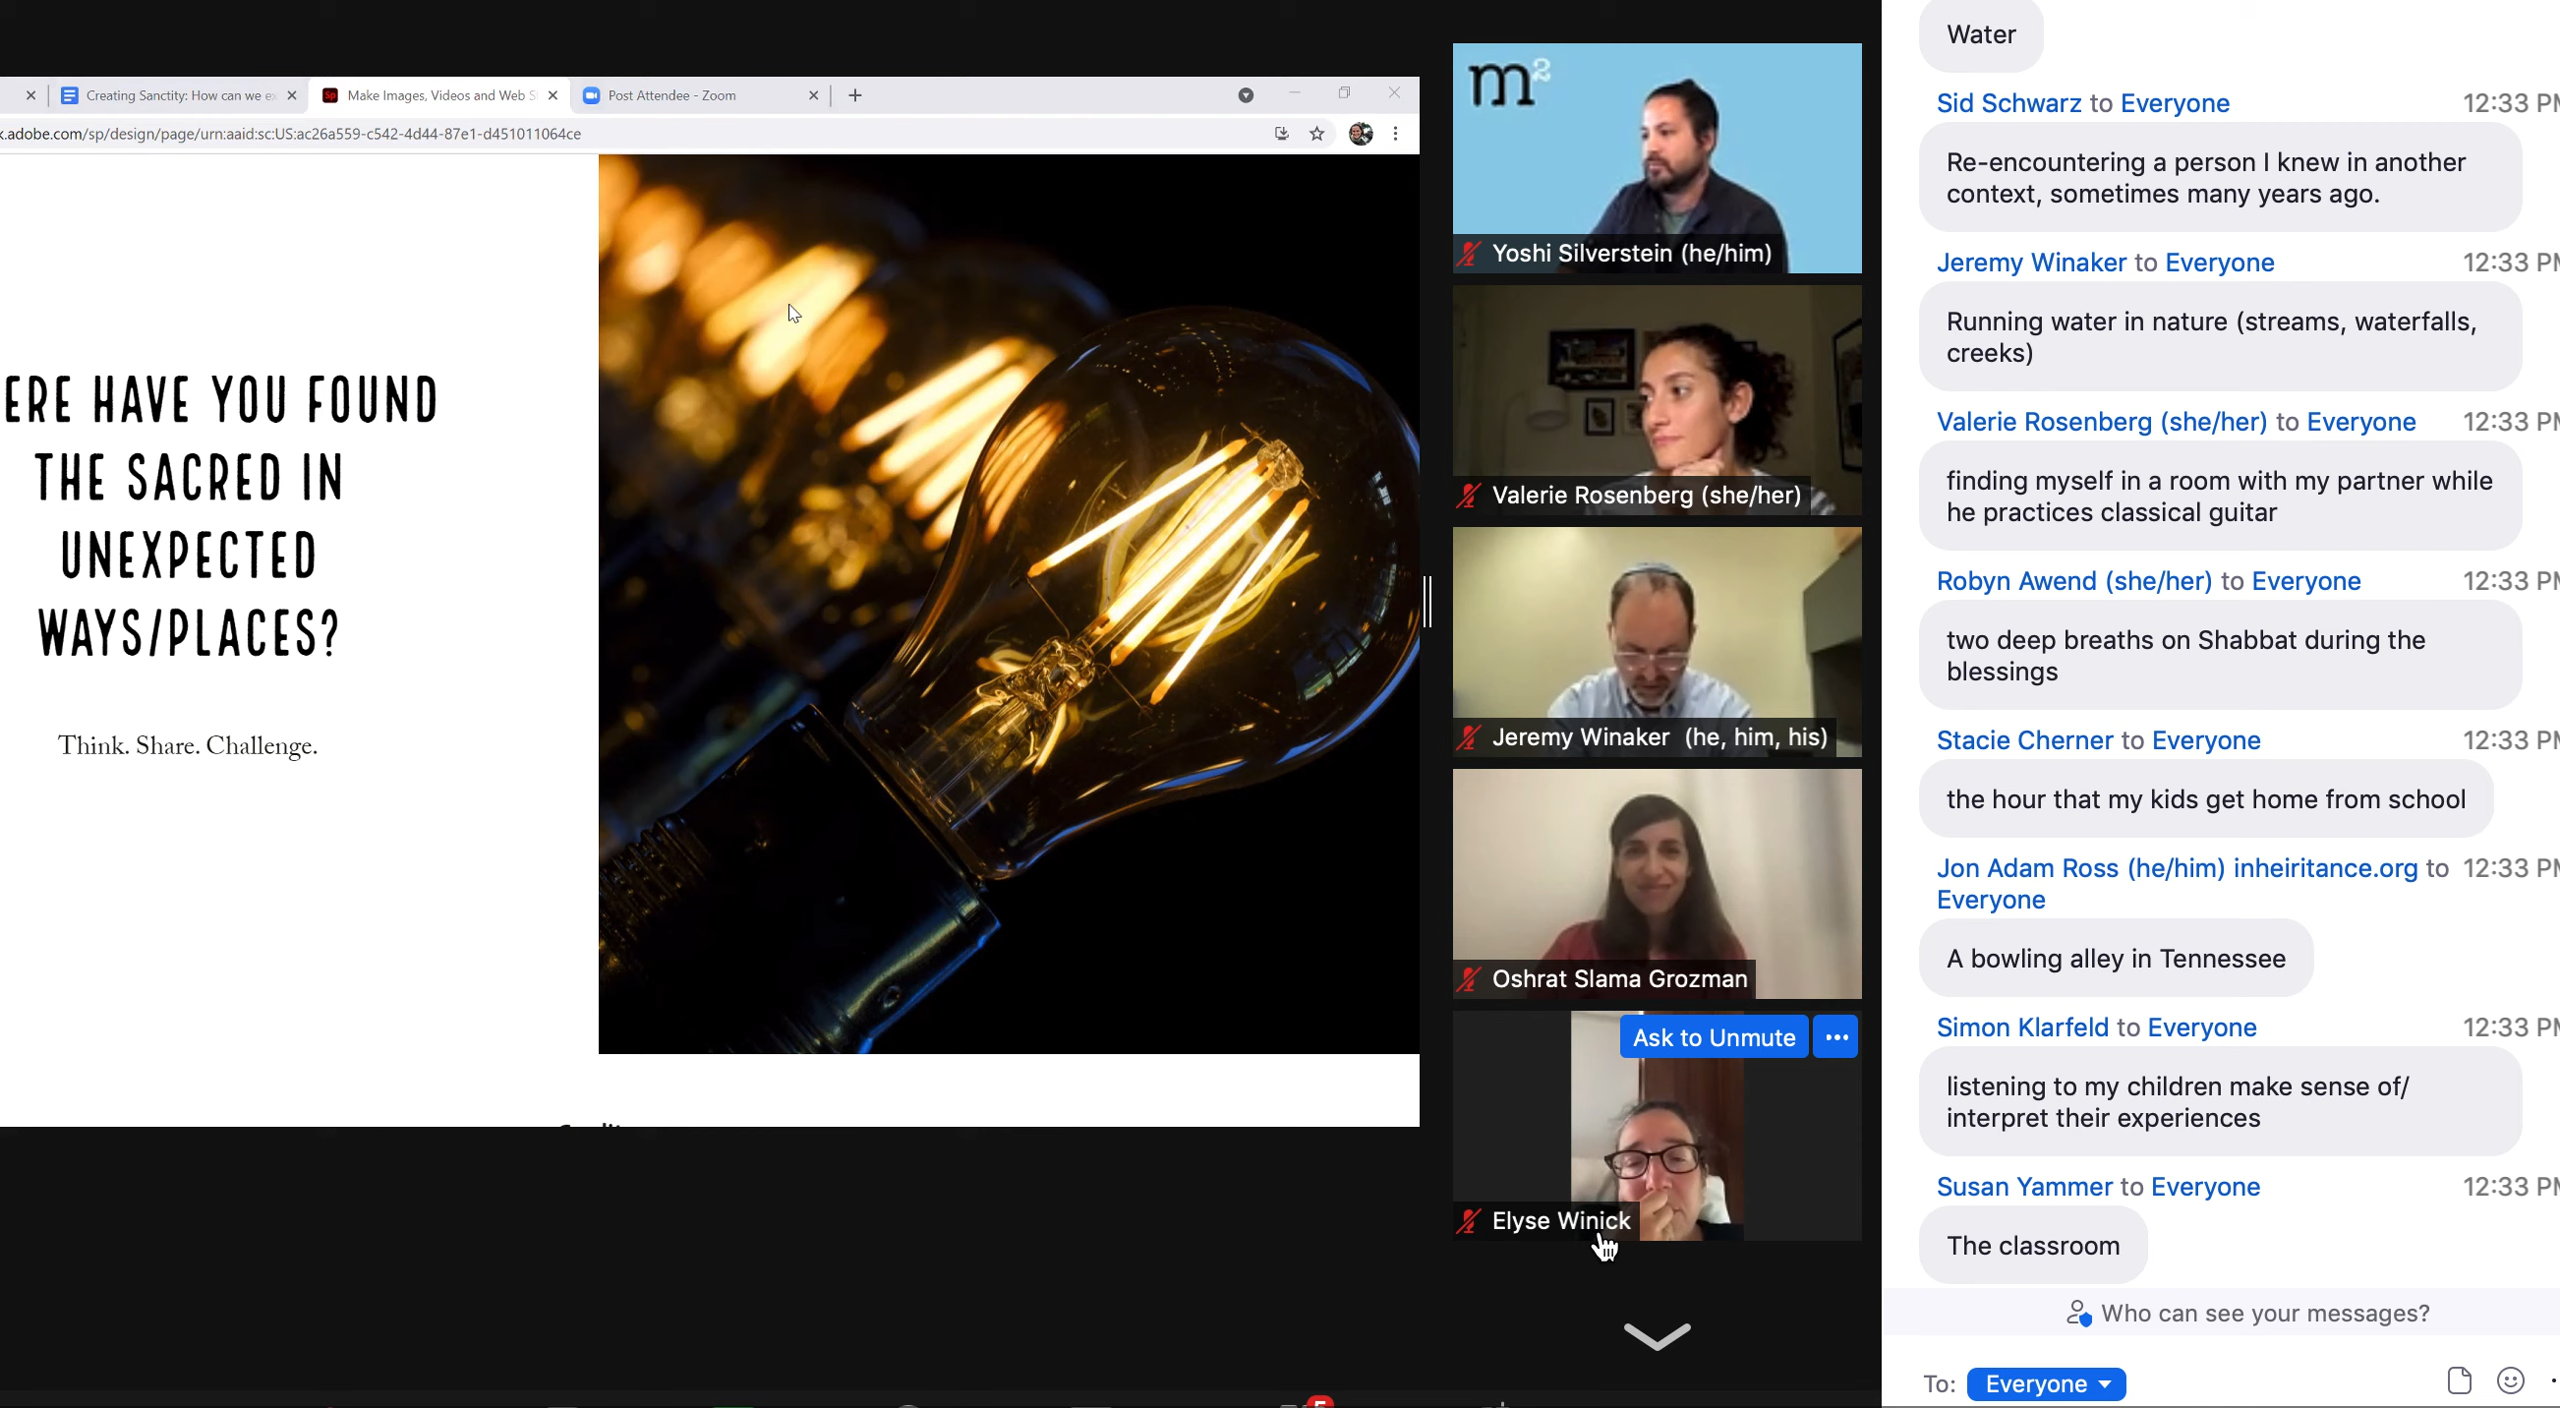 Creating Sanctity: How can we ex
Make Images, Videos and Web S
Post Attendee - Zoom
k.adobe.com/sp/design/page/urn:aaid:sc:US:ac26a559-c542-4d44-87e1-d451011064ce
ERE HAVE YOU FOUND
THE SACRED IN
UNEXPECTED
WAYS/PLACES?
Think. Share. Challenge.
m²
Yoshi Silverstein (he/him)
Valerie Rosenberg (she/her)
Jeremy Winaker (he, him, his)
Oshrat Slama Grozman
Ask to Unmute
Elyse Winick
5
Water
Sid Schwarz to Everyone 12:33 PM
Re-encountering a person I knew in another
context, sometimes many years ago.
Jeremy Winaker to Everyone 12:33 PM
Running water in nature (streams, waterfalls,
creeks)
Valerie Rosenberg (she/her) to Everyone 12:33 PM
finding myself in a room with my partner while
he practices classical guitar
Robyn Awend (she/her) to Everyone 12:33 PM
two deep breaths on Shabbat during the
blessings
Stacie Cherner to Everyone 12:33 PM
the hour that my kids get home from school
Jon Adam Ross (he/him) inheiritance.org to 12:33 PM
Everyone
A bowling alley in Tennessee
Simon Klarfeld to Everyone 12:33 PM
listening to my children make sense of/
interpret their experiences
Susan Yammer to Everyone 12:33 PM
The classroom
Who can see your messages?
To: Everyone